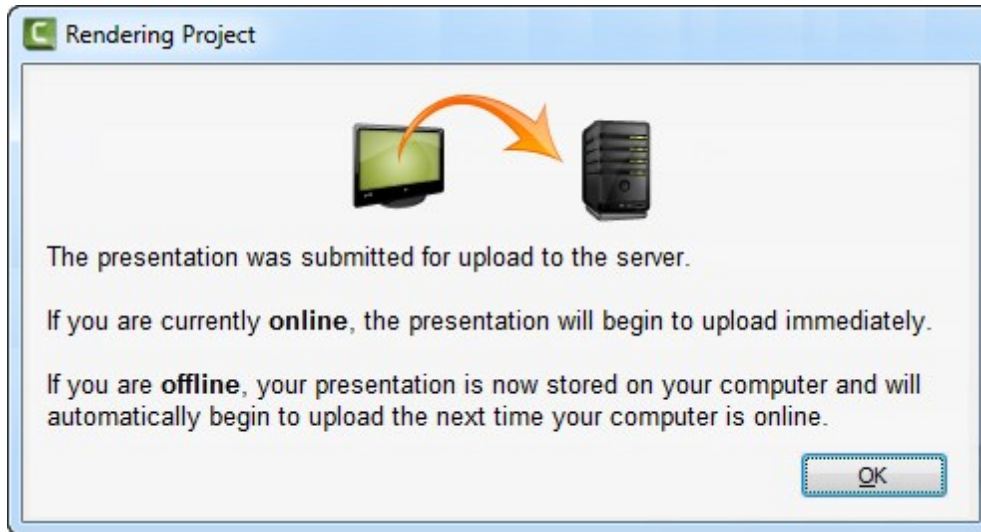 Rendering Project
The presentation was submitted for upload to the server.
If you are currently online, the presentation will begin to upload immediately.
If you are offline, your presentation is now stored on your computer and will
automatically begin to upload the next time your computer is online.
OK